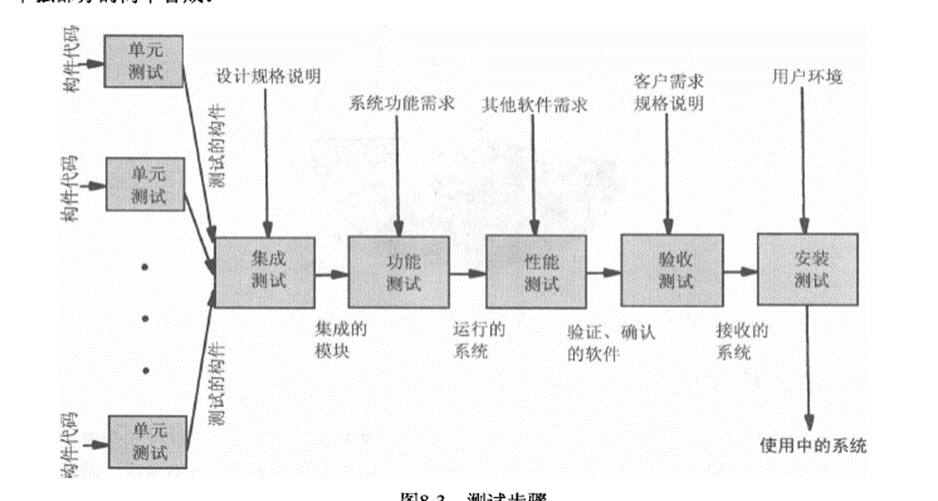 构件代码
单元
测试
设计规格说明
系统功能需求
其他软件需求
客户需求
规格说明
用户环境
测试的构件
构件代码
单元
测试
集成
测试
功能
测试
性能
测试
验收
测试
安装
测试
集成的
模块
运行的
系统
验证、确认
的软件
接收的
系统
测试的构件
构件代码
单元
测试
使用中的系统
图8-3 测试步骤